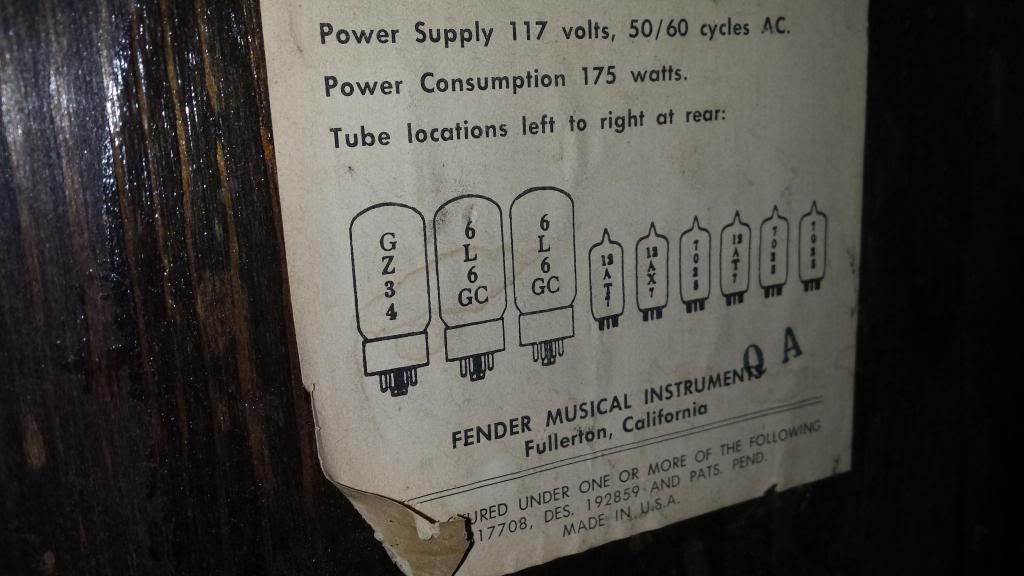 Power Supply 117 volts, 50/60 cycles AC.
Power Consumption 175 watts.
Tube locations left to right at rear:
GZ34
6L6GC
6L6GC
12AT7
12AX7
7025
12AT7
7025
7025
Q A
FENDER MUSICAL INSTRUMENTS
Fullerton, California
URED UNDER ONE OR MORE OF THE FOLLOWING
17708, DES. 192859 AND PATS. PEND.
MADE IN U.S.A.